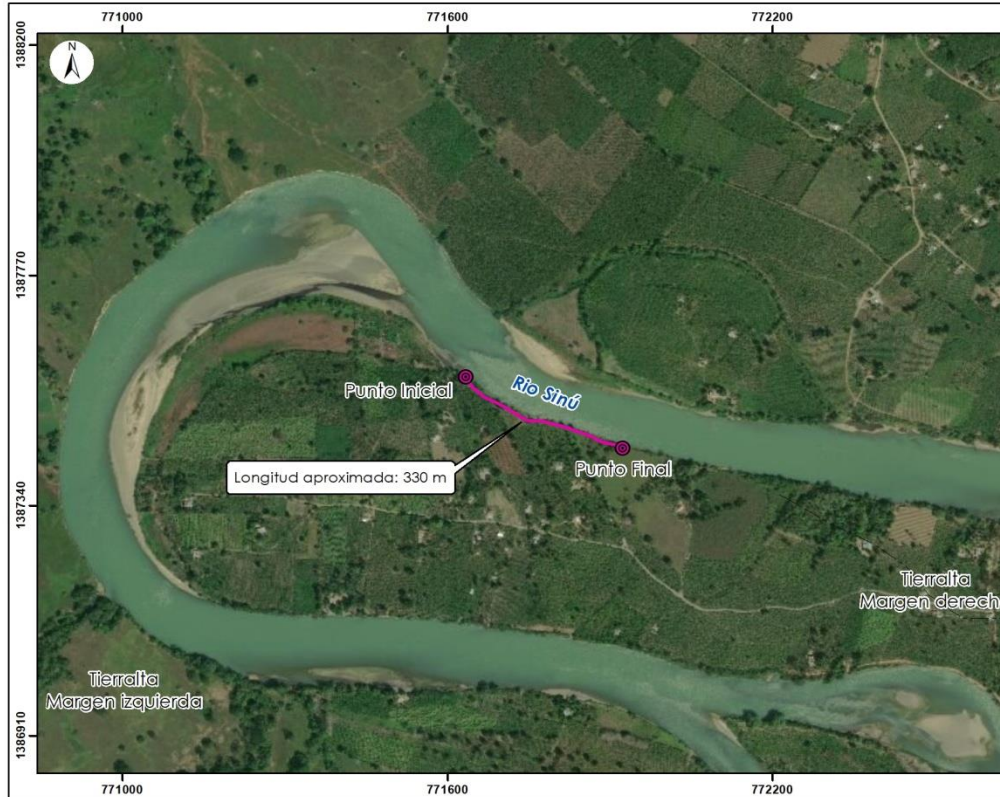 771000
771600
772200
1388200
N
1387770
Punto Inicial
Río Sinú
Longitud aproximada: 330 m
Punto Final
1387340
Tierralta
Margen derech
Tierralta
Margen izquierda
1386910
771000
771600
772200